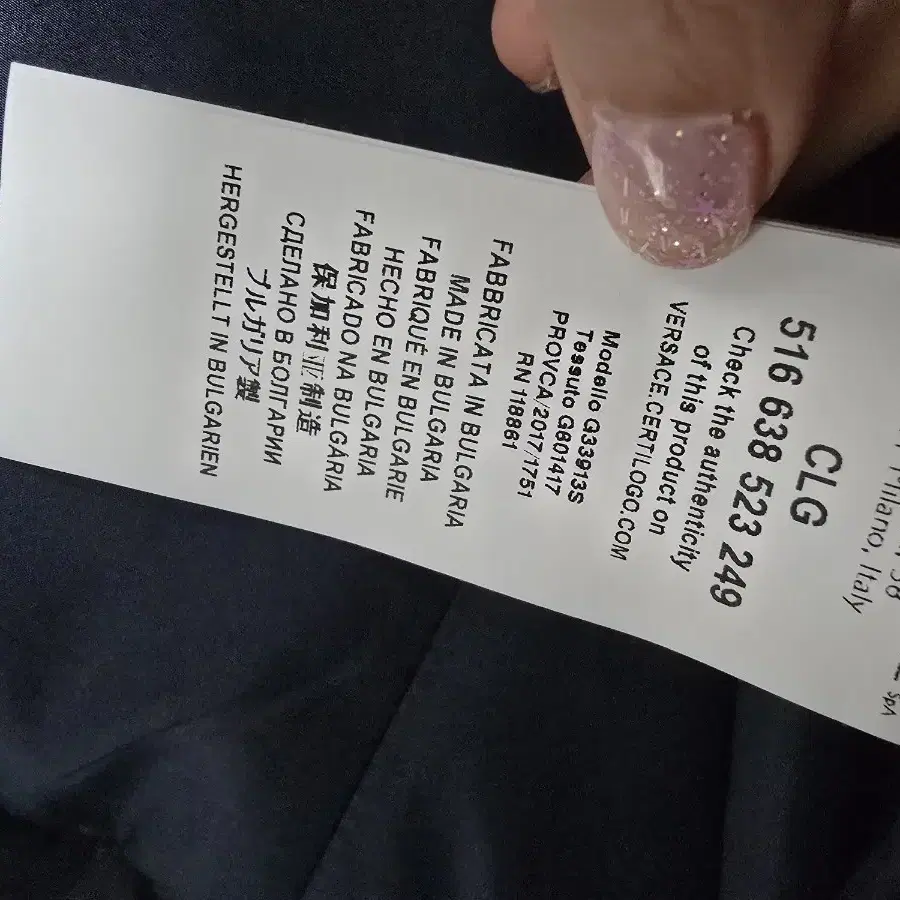 SpA
Milano, Italy
CLG
516 638 523 249
Check the authenticity
of this product on
VERSACE.CERTILOGO.COM
Modello G33913S
Tessuto G601417
PROVCA/2017/1751
RN 118861
FABBRICATA IN BULGARIA
MADE IN BULGARIA
FABRIQUÉ EN BULGARIE
HECHO EN BULGARIA
FABRICADO NA BULGÁRIA
保加利亚制造
СДЕЛАНО В БОЛГАРИИ
ブルガリア製
HERGESTELLT IN BULGARIEN